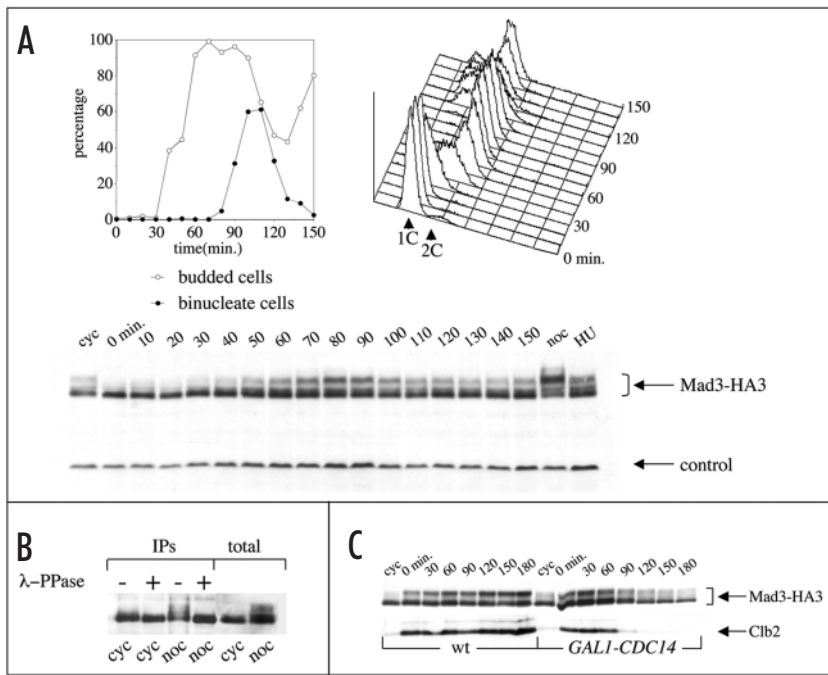 A
100
80
60
40
20
0
percentage
0 30 60 90 120 150
time(min.)
budded cells
binucleate cells
1C
2C
0 min.
30
60
90
120
150
cyc 0 min. 10 20 30 40 50 60 70 80 90 100 110 120 130 140 150 noc HU
Mad3-HA3
control
B
IPs total
λ–PPase - + - +
cyc cyc noc noc cyc noc
C
cyc 0 min. 30 60 90 120 150 180 cyc 0 min. 30 60 90 120 150 180
Mad3-HA3
Clb2
wt GAL1-CDC14